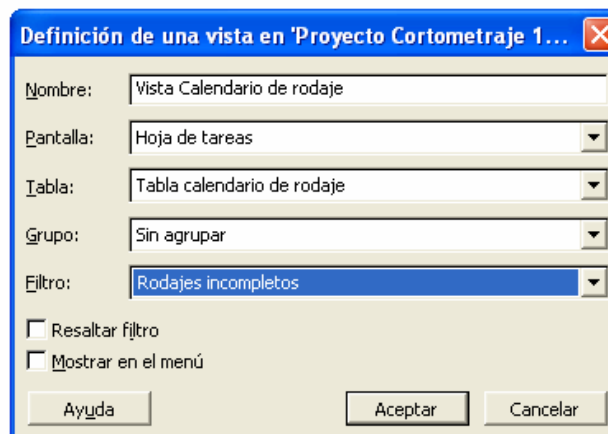 Definición de una vista en 'Proyecto Cortometraje 1...
Nombre: Vista Calendario de rodaje
Pantalla: Hoja de tareas
Tabla: Tabla calendario de rodaje
Grupo: Sin agrupar
Filtro: Rodajes incompletos
Resaltar filtro
Mostrar en el menú
Ayuda Aceptar Cancelar